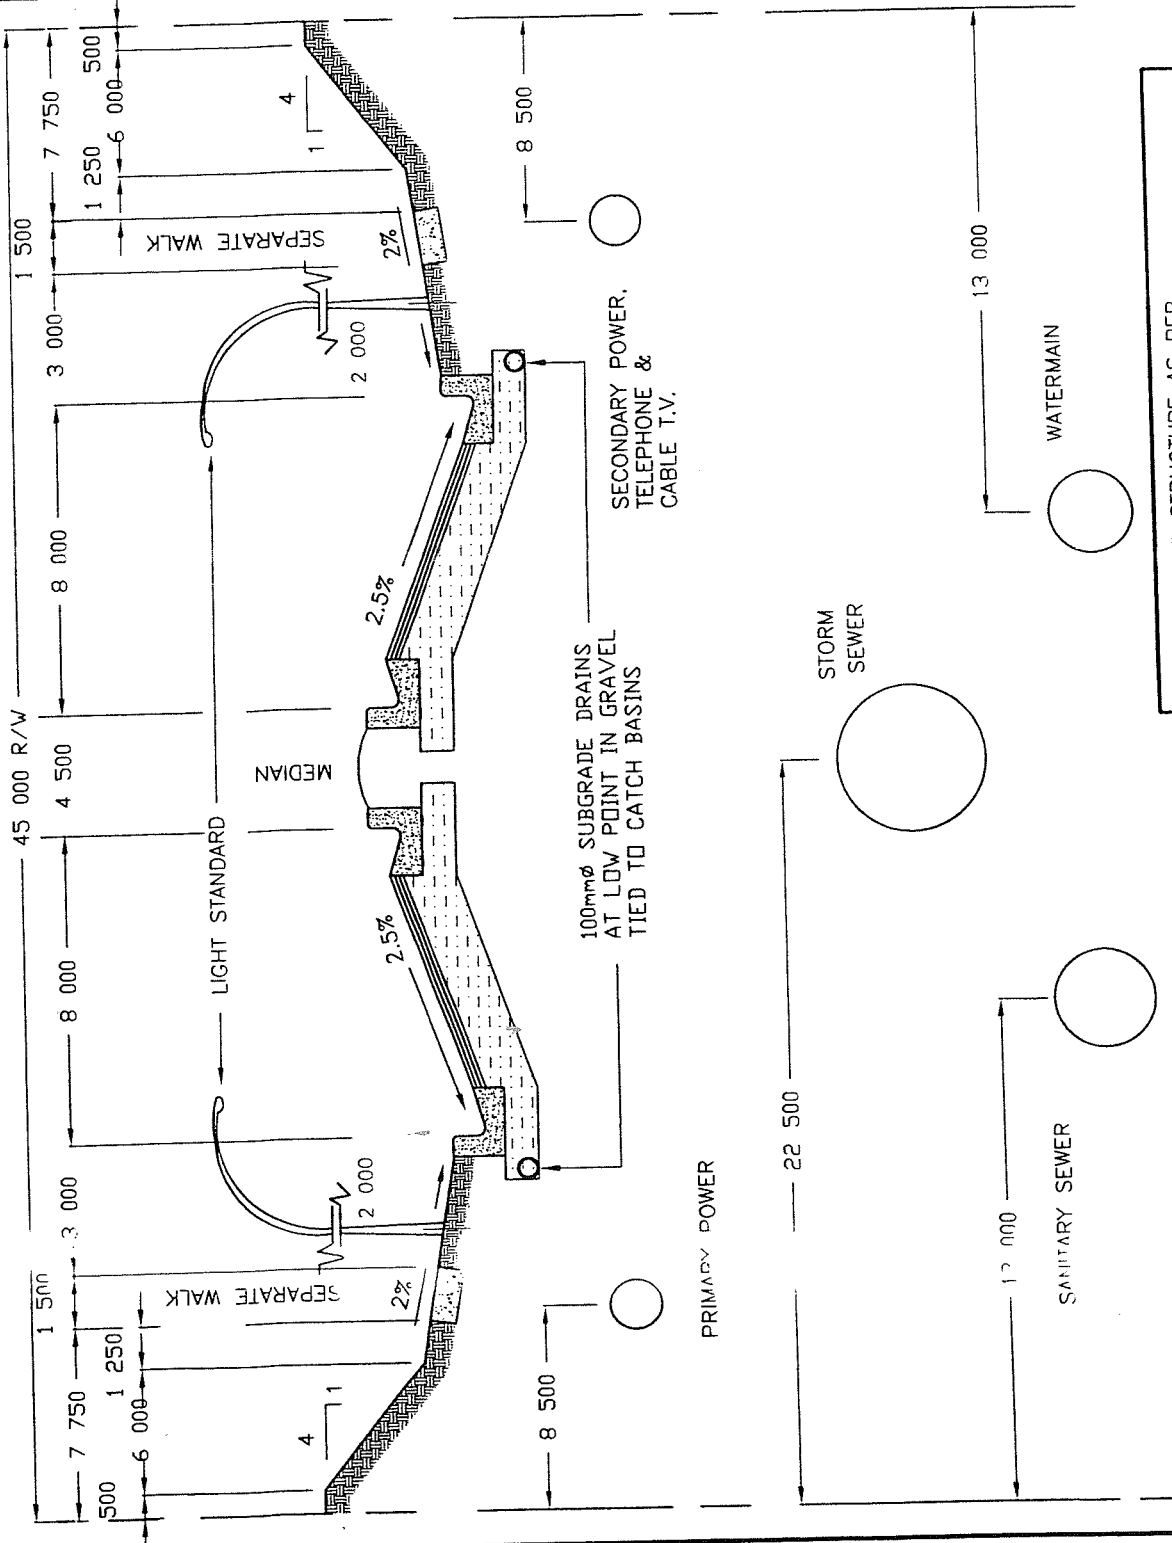 45 000 R/W
1 500
7 750
500
6 000
1 250
3 000
8 000
4 500
8 000
3 000
1 500
7 750
1 250
6 000
500
SEPARATE WALK
SEPARATE WALK
4
1
4
1
2%
2%
2 000
2 000
LIGHT STANDARD
MEDIAN
2.5%
2.5%
100mmø SUBGRADE DRAINS
AT LOW POINT IN GRAVEL
TIED TO CATCH BASINS
8 500
8 500
SECONDARY POWER,
TELEPHONE &
CABLE T.V.
PRIMARY POWER
22 500
STORM
SEWER
13 000
WATERMAIN
SANITARY SEWER
STRUCTURE AS PER